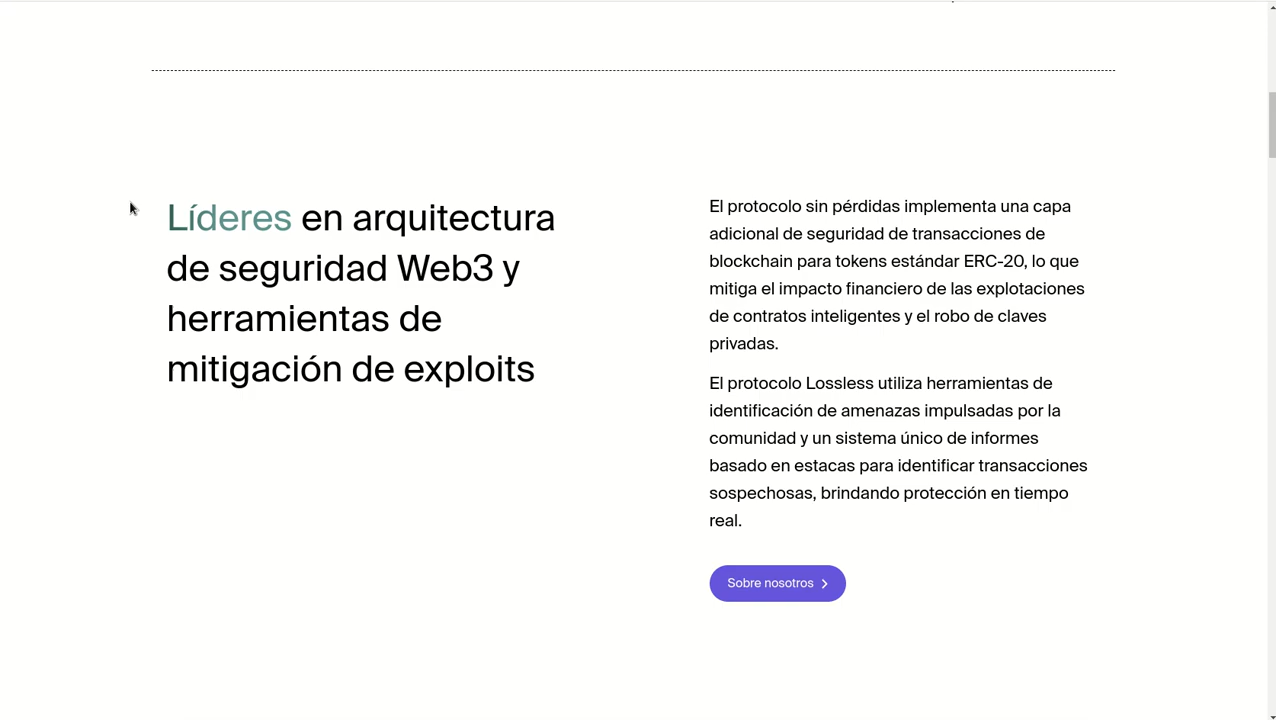 Líderes en arquitectura
de seguridad Web3 y
herramientas de
mitigación de exploits
El protocolo sin pérdidas implementa una capa
adicional de seguridad de transacciones de
blockchain para tokens estándar ERC-20, lo que
mitiga el impacto financiero de las explotaciones
de contratos inteligentes y el robo de claves
privadas.
El protocolo Lossless utiliza herramientas de
identificación de amenazas impulsadas por la
comunidad y un sistema único de informes
basado en estacas para identificar transacciones
sospechosas, brindando protección en tiempo
real.
Sobre nosotros